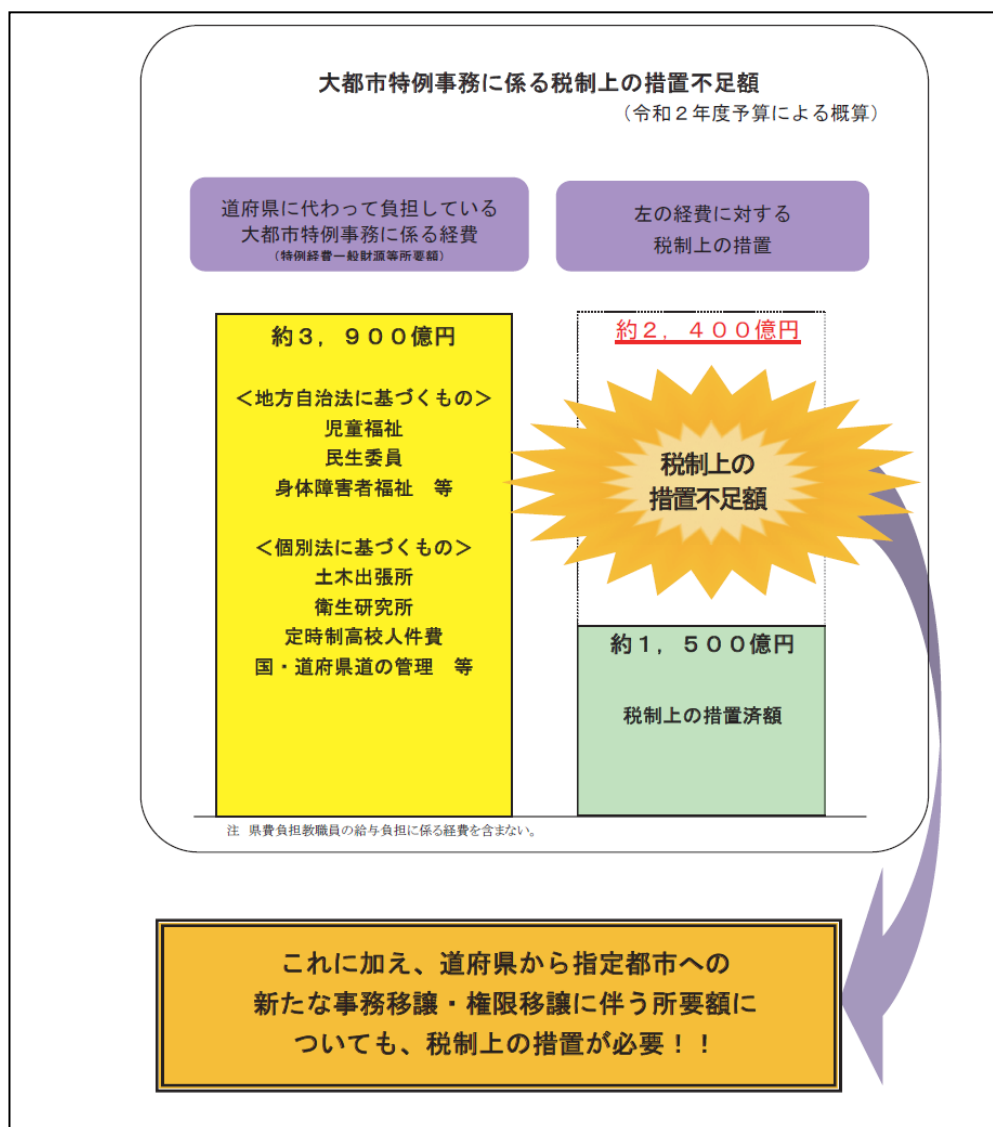 大都市特例事務に係る税制上の措置不足額
（令和２年度予算による概算）
道府県に代わって負担している
大都市特例事務に係る経費
（特例経費一般財源等所要額）
左の経費に対する
税制上の措置
約３，９００億円
＜地方自治法に基づくもの＞
児童福祉
民生委員
身体障害者福祉　等
＜個別法に基づくもの＞
土木出張所
衛生研究所
定時制高校人件費
国・道府県道の管理　等
約２，４００億円
税制上の
措置不足額
約１，５００億円
税制上の措置済額
注　県費負担教職員の給与負担に係る経費を含まない。
これに加え、道府県から指定都市への
新たな事務移譲・権限移譲に伴う所要額に
ついても、税制上の措置が必要！！